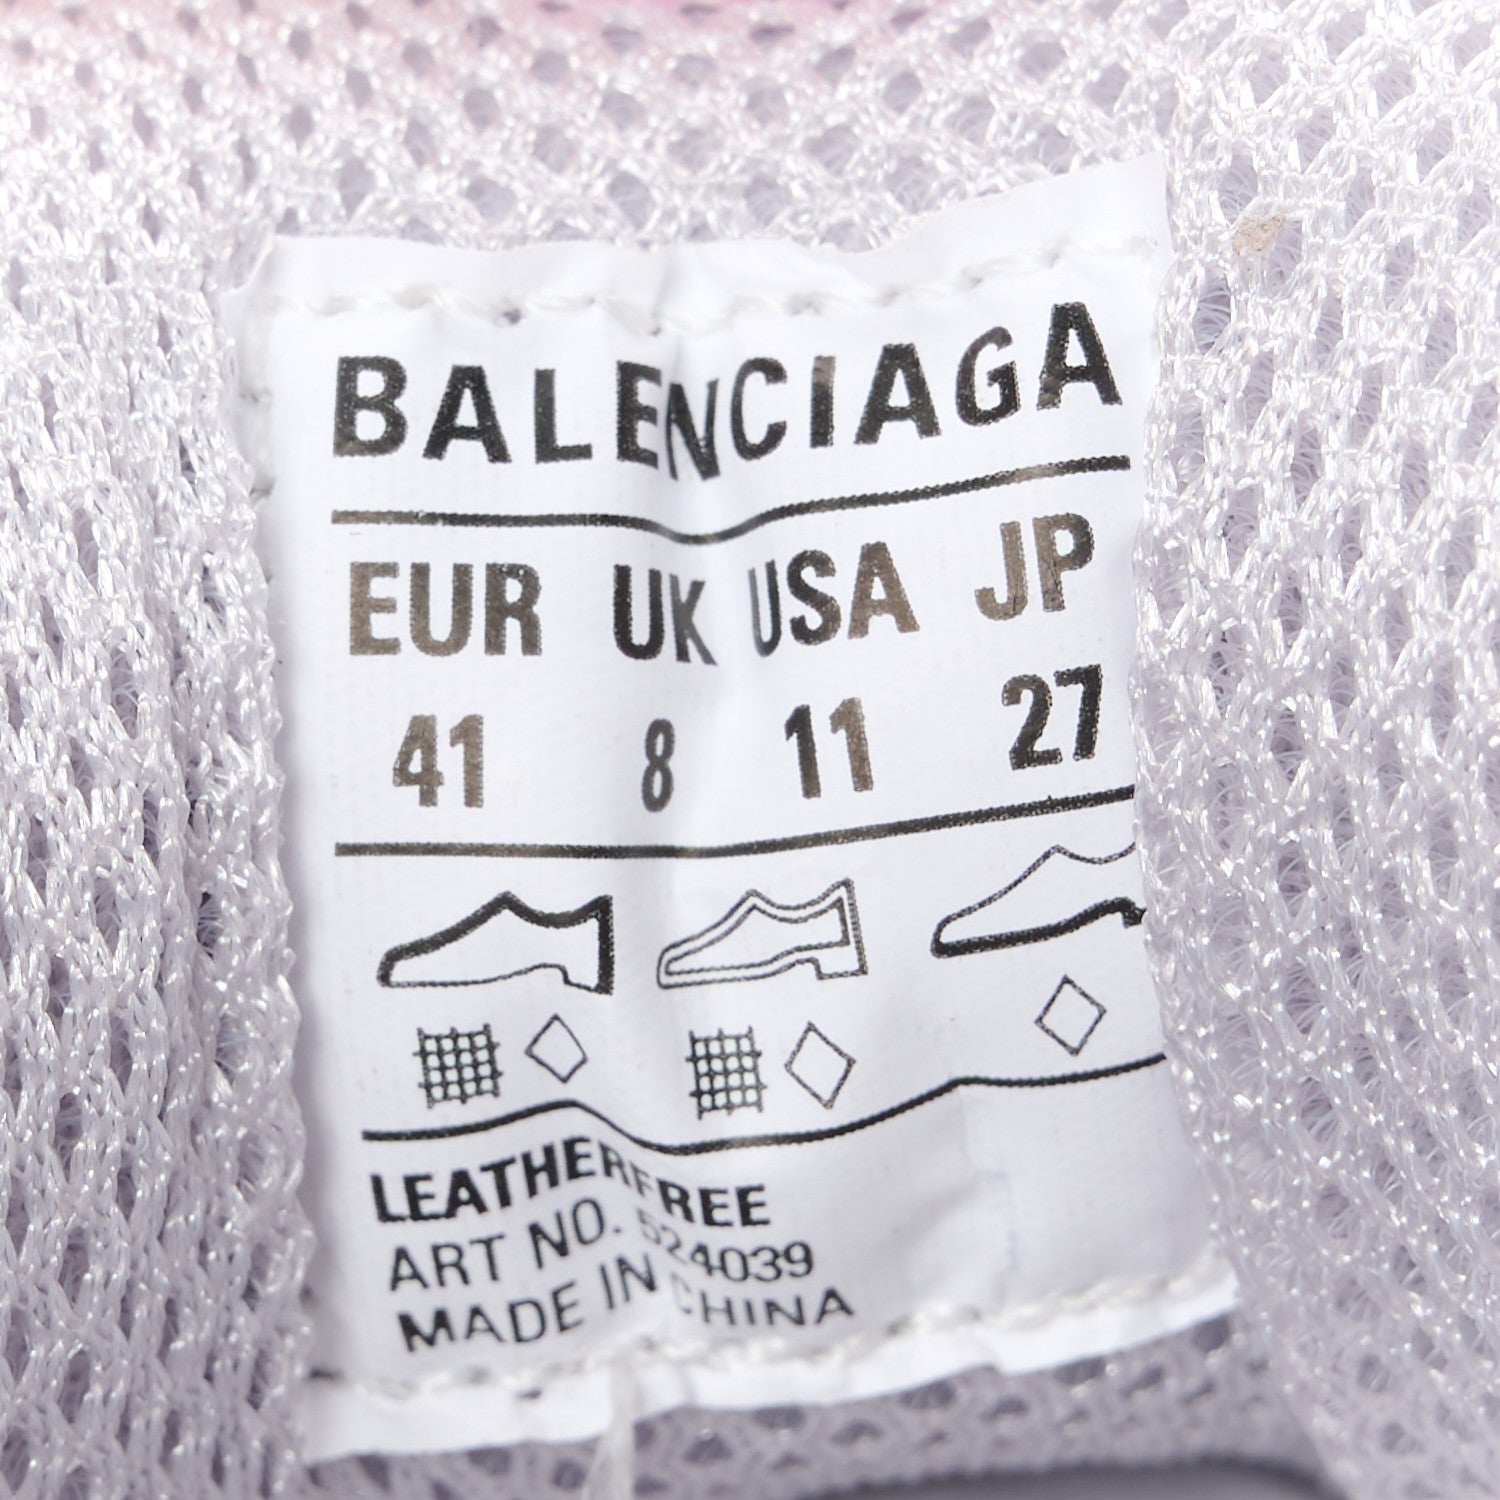 BALENCIAGA
EUR UK USA JP
41 8 11 27
LEATHERFREE
ART NO. 524039
MADE IN CHINA